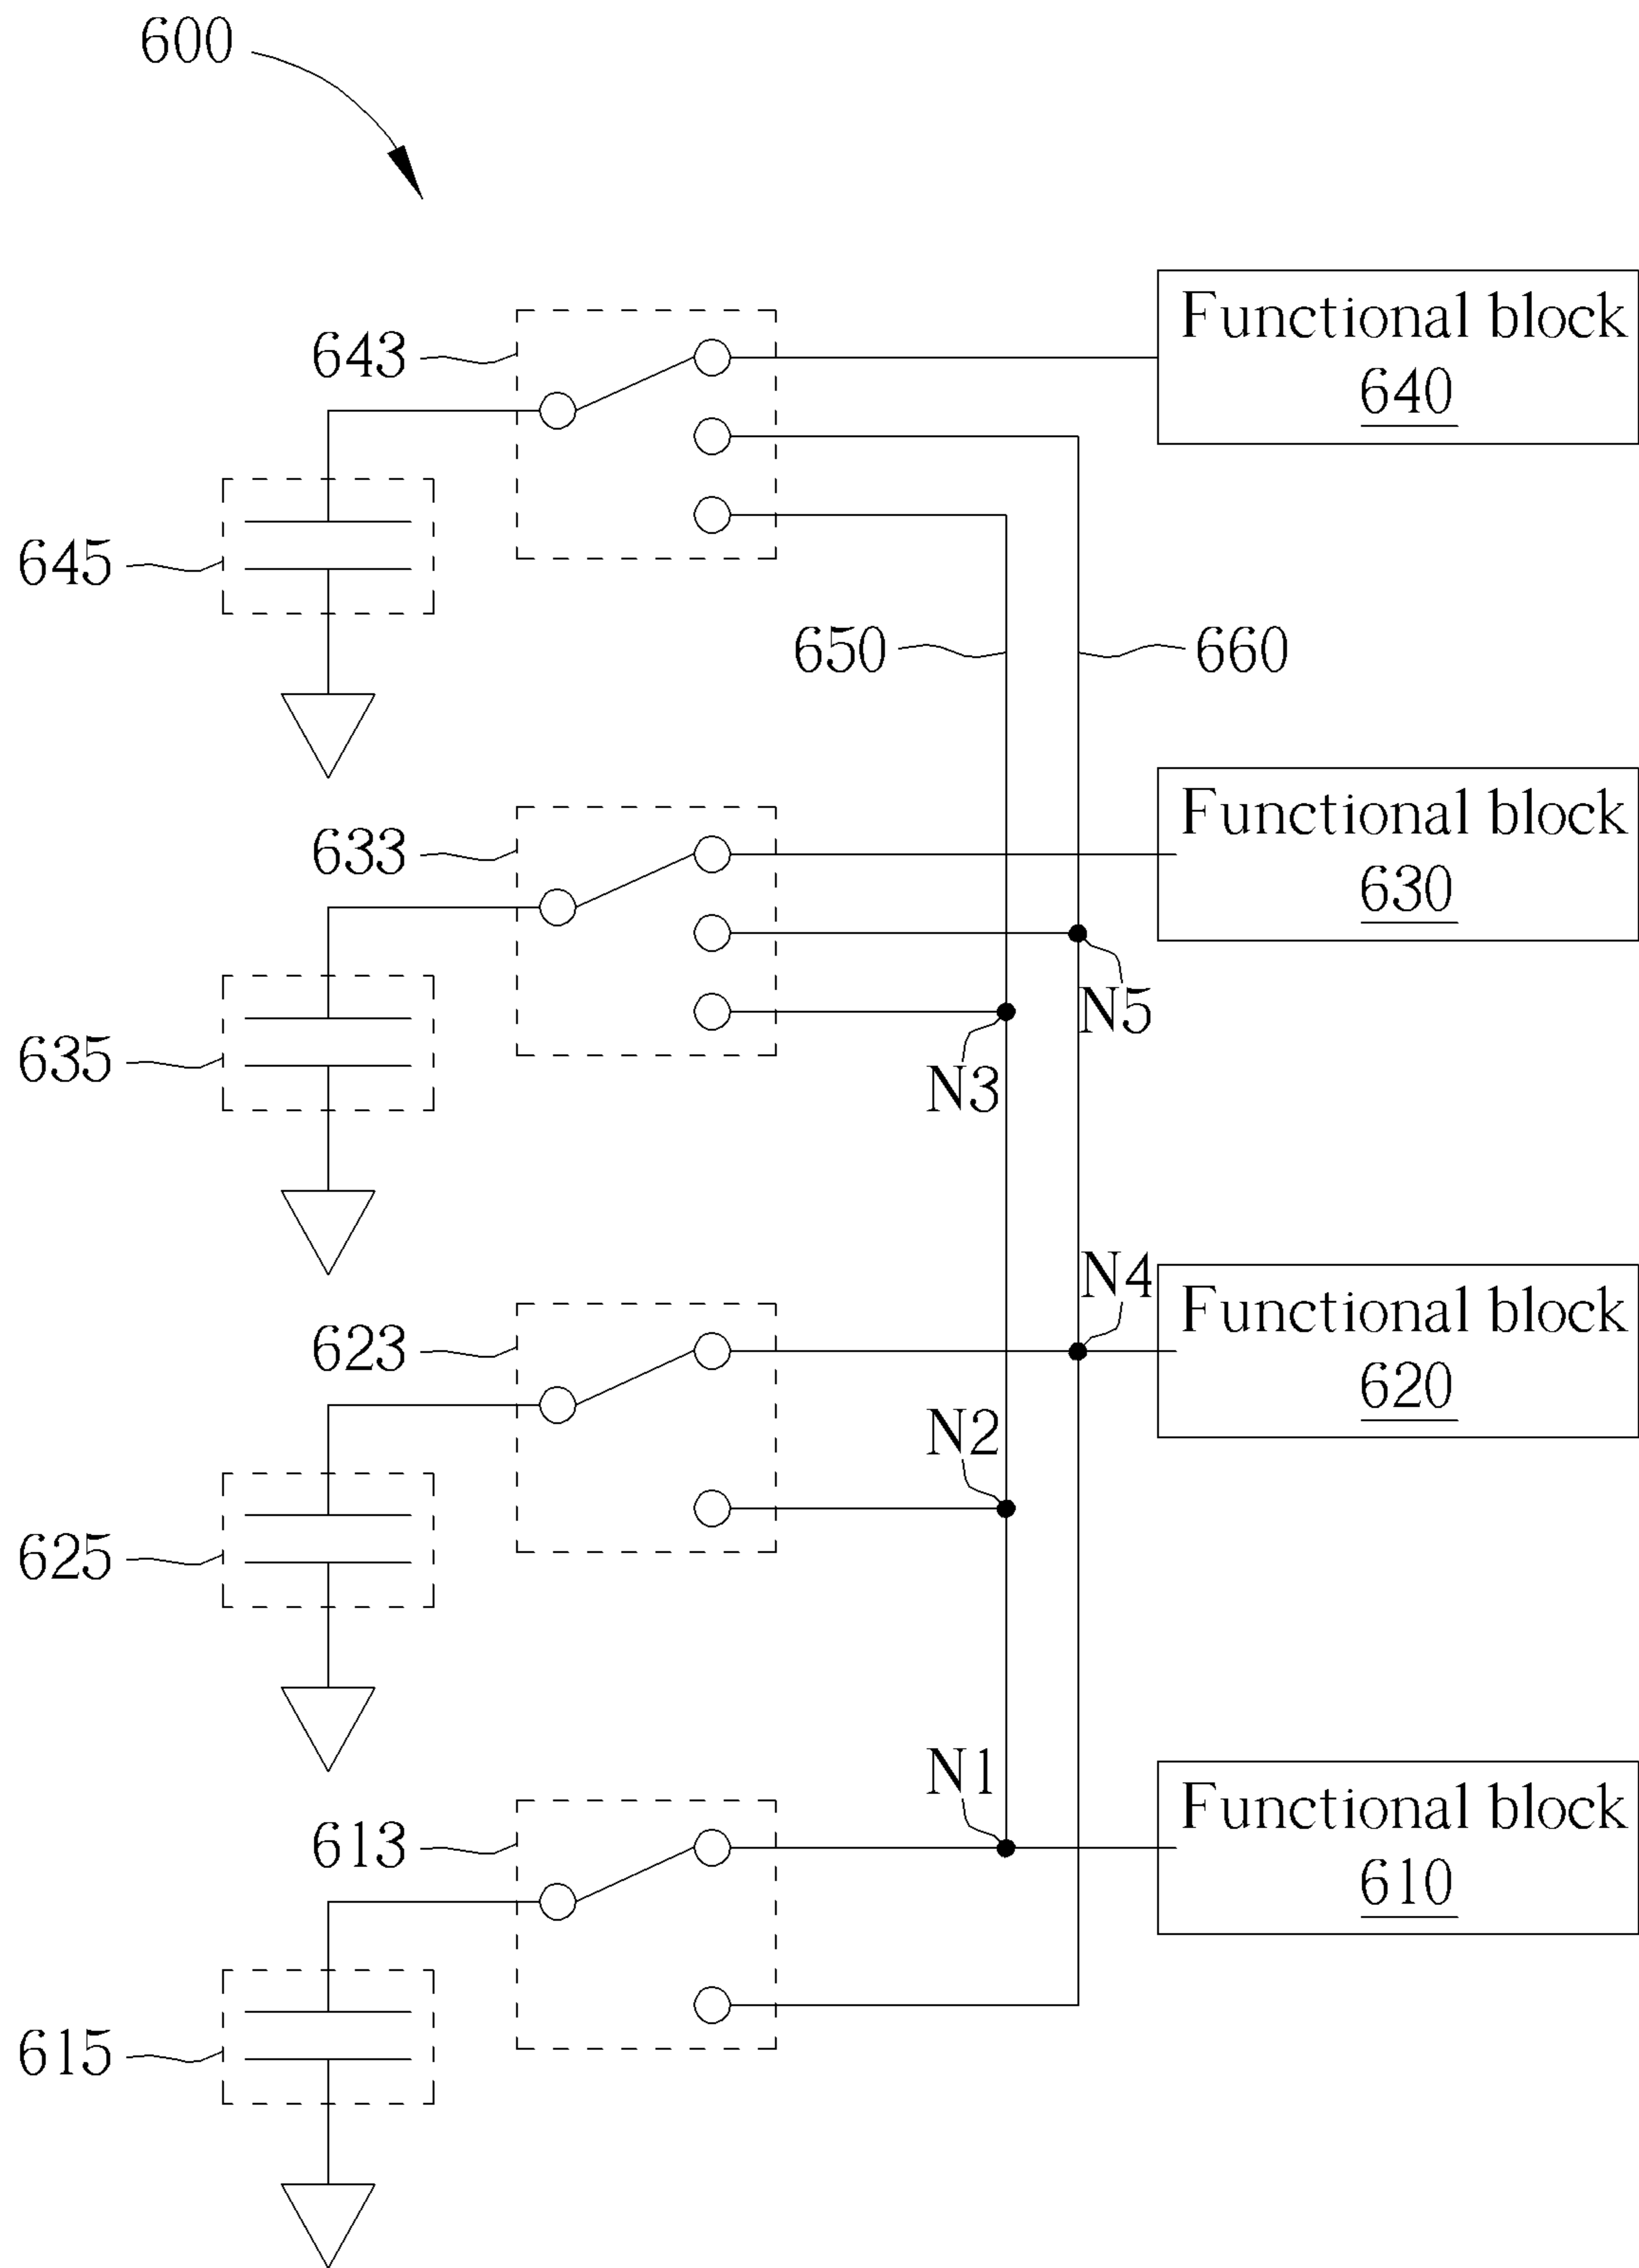 600
643
Functional block
640
645
650
660
633
Functional block
630
N5
635
N3
N4
623
Functional block
620
N2
625
N1
613
Functional block
610
615